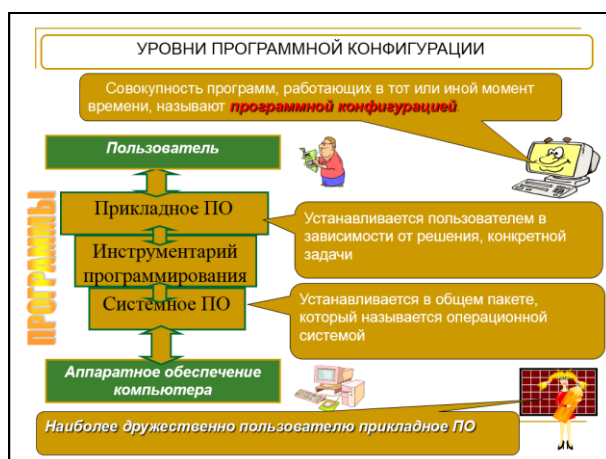 УРОВНИ ПРОГРАММНОЙ КОНФИГУРАЦИИ
Совокупность программ, работающих в тот или иной момент
времени, называют программной конфигурацией
Пользователь
ПРОГРАММЫ
Прикладное ПО
Устанавливается пользователем в
зависимости от решения, конкретной
задачи
Инструментарий
программирования
Системное ПО
Устанавливается в общем пакете,
который называется операционной
системой
Аппаратное обеспечение
компьютера
Наиболее дружественно пользователю прикладное ПО